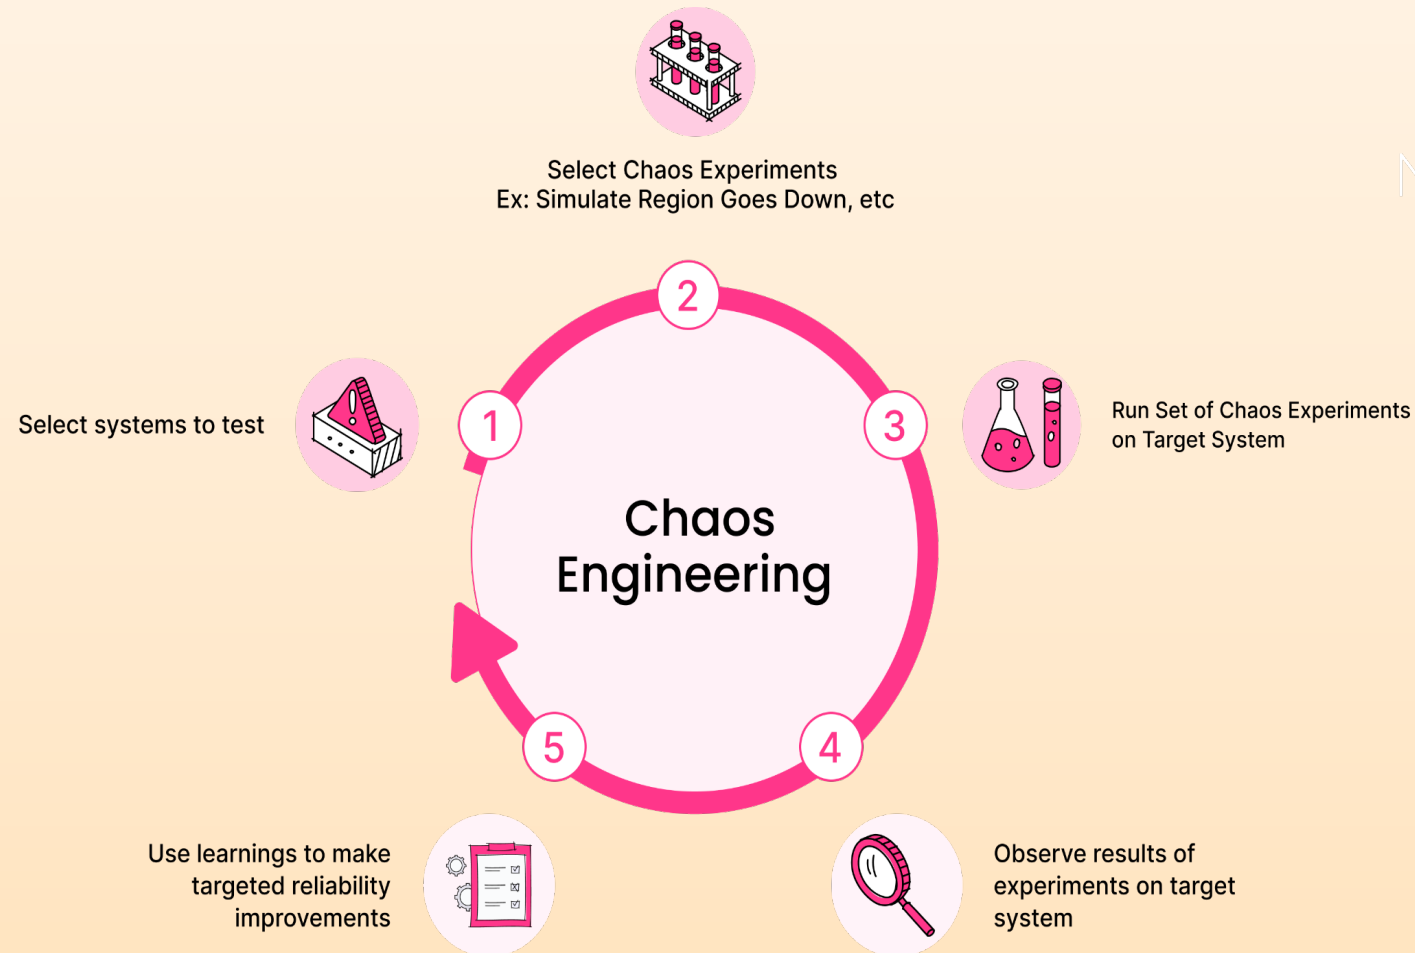 Select Chaos Experiments
Ex: Simulate Region Goes Down, etc
2
Select systems to test
1
3
Run Set of Chaos Experiments
on Target System
Chaos
Engineering
5
4
Use learnings to make
targeted reliability
improvements
Observe results of
experiments on target
system